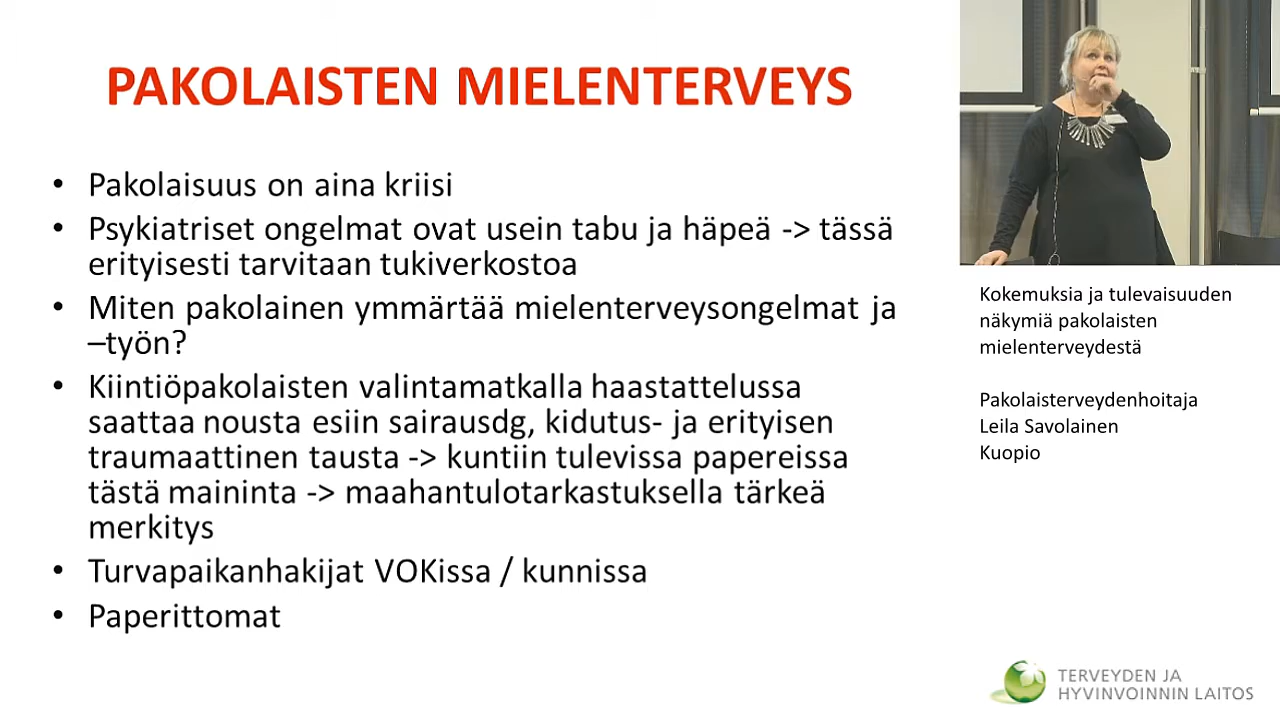 PAKOLAISTEN MIELENTERVEYS
• Pakolaisuus on aina kriisi
• Psykiatriset ongelmat ovat usein tabu ja häpeä -> tässä
erityisesti tarvitaan tukiverkostoa
• Miten pakolainen ymmärtää mielenterveysongelmat ja
–työn?
• Kiintiöpakolaisten valintamatkalla haastattelussa
saattaa nousta esiin sairausdg, kidutus- ja erityisen
traumaattinen tausta -> kuntiin tulevissa papereissa
tästä maininta -> maahantulotarkastuksella tärkeä
merkitys
• Turvapaikanhakijat VOKissa / kunnissa
• Paperittomat
Kokemuksia ja tulevaisuuden
näkymiä pakolaisten
mielenterveydestä
Pakolaisterveydenhoitaja
Leila Savolainen
Kuopio
TERVEYDEN JA
HYVINVOINNIN LAITOS